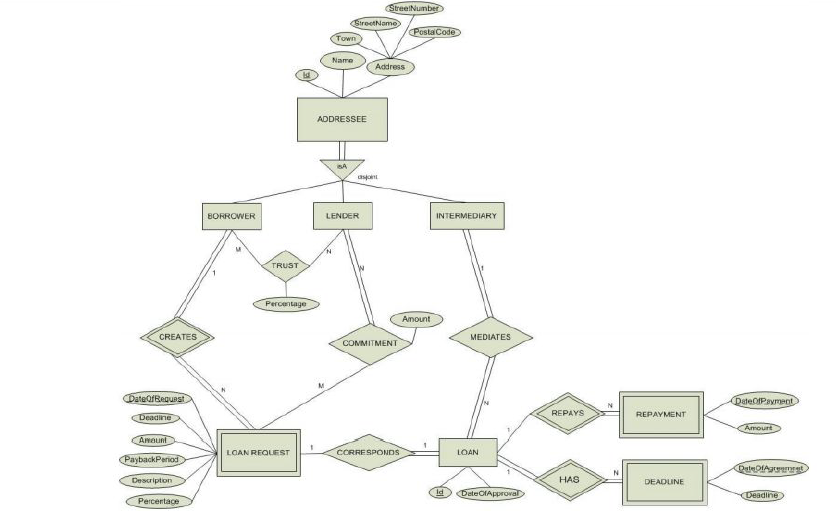 StreetNumber
StreetName
PostalCode
Town
Name
Address
Id
ADDRESSEE
isA
disjoint
BORROWER
LENDER
INTERMEDIARY
M
N
TRUST
1
N
1
Percentage
Amount
CREATES
COMMITMENT
MEDIATES
N
M
N
DateOfRequest
Deadline
Amount
PaybackPeriod
Description
Percentage
LOAN REQUEST
1
CORRESPONDS
1
LOAN
Id
DateOfApproval
1
REPAYS
N
REPAYMENT
DateOfPayment
Amount
1
HAS
N
DEADLINE
DateOfAgreemnet
Deadline